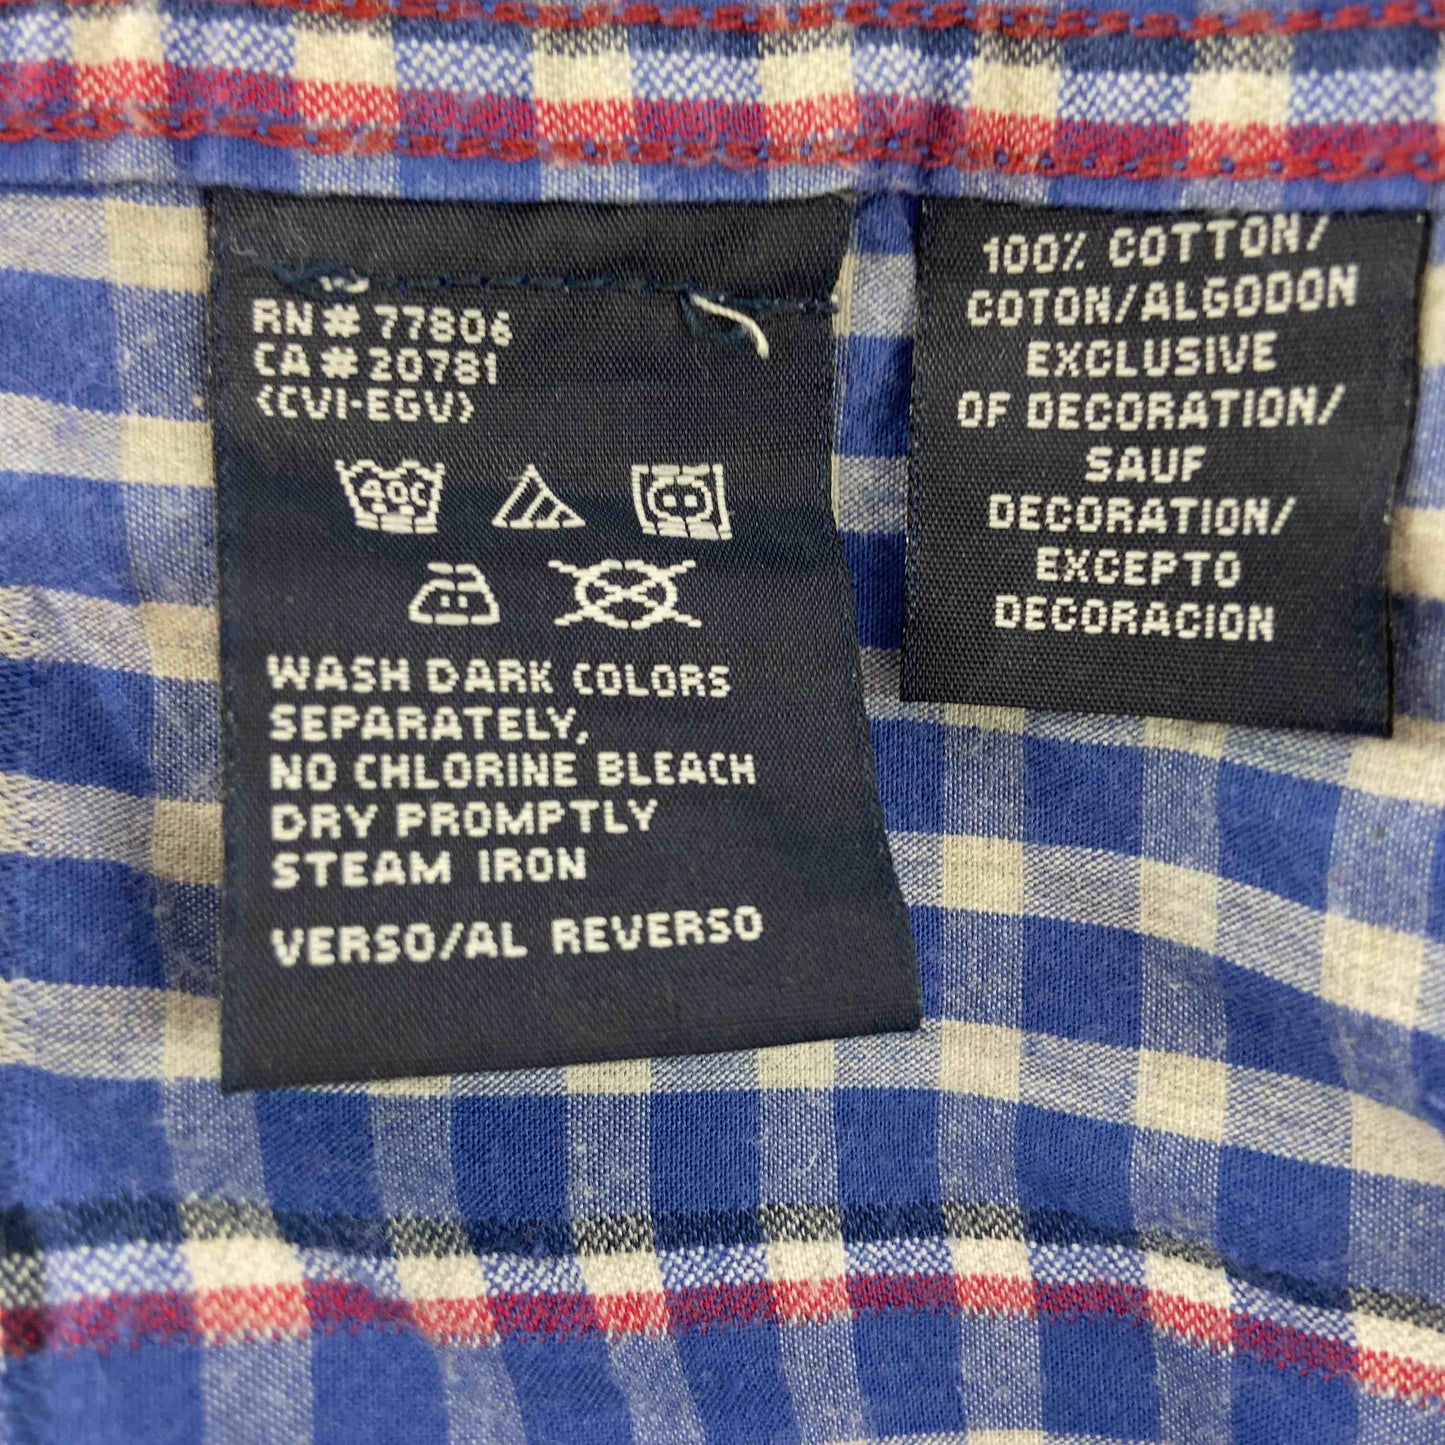 RN# 77806
CA# 20781
(CVI-EGV)
40C
WASH DARK COLORS
SEPARATELY,
NO CHLORINE BLEACH
DRY PROMPTLY
STEAM IRON
VERSO/AL REVERSO
100% COTTON/
COTON/ALGODON
EXCLUSIVE
OF DECORATION/
SAUF
DECORATION/
EXCEPTO
DECORACION